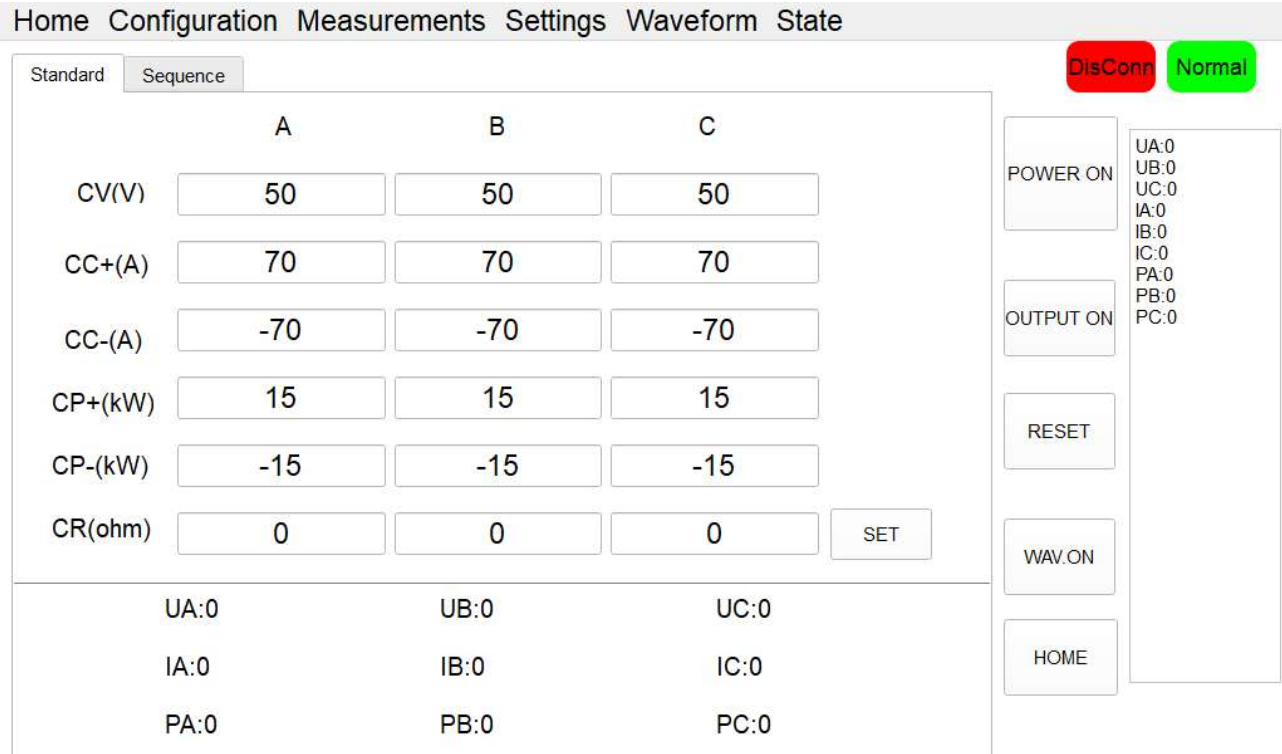 Home Configuration Measurements Settings Waveform State
Standard Sequence
DisConn Normal
A B C
CV(V) 50 50 50
CC+(A) 70 70 70
CC-(A) -70 -70 -70
CP+(kW) 15 15 15
CP-(kW) -15 -15 -15
CR(ohm) 0 0 0 SET
UA:0 UB:0 UC:0
IA:0 IB:0 IC:0
PA:0 PB:0 PC:0
POWER ON
OUTPUT ON
RESET
WAV.ON
HOME
UA:0
UB:0
UC:0
IA:0
IB:0
IC:0
PA:0
PB:0
PC:0